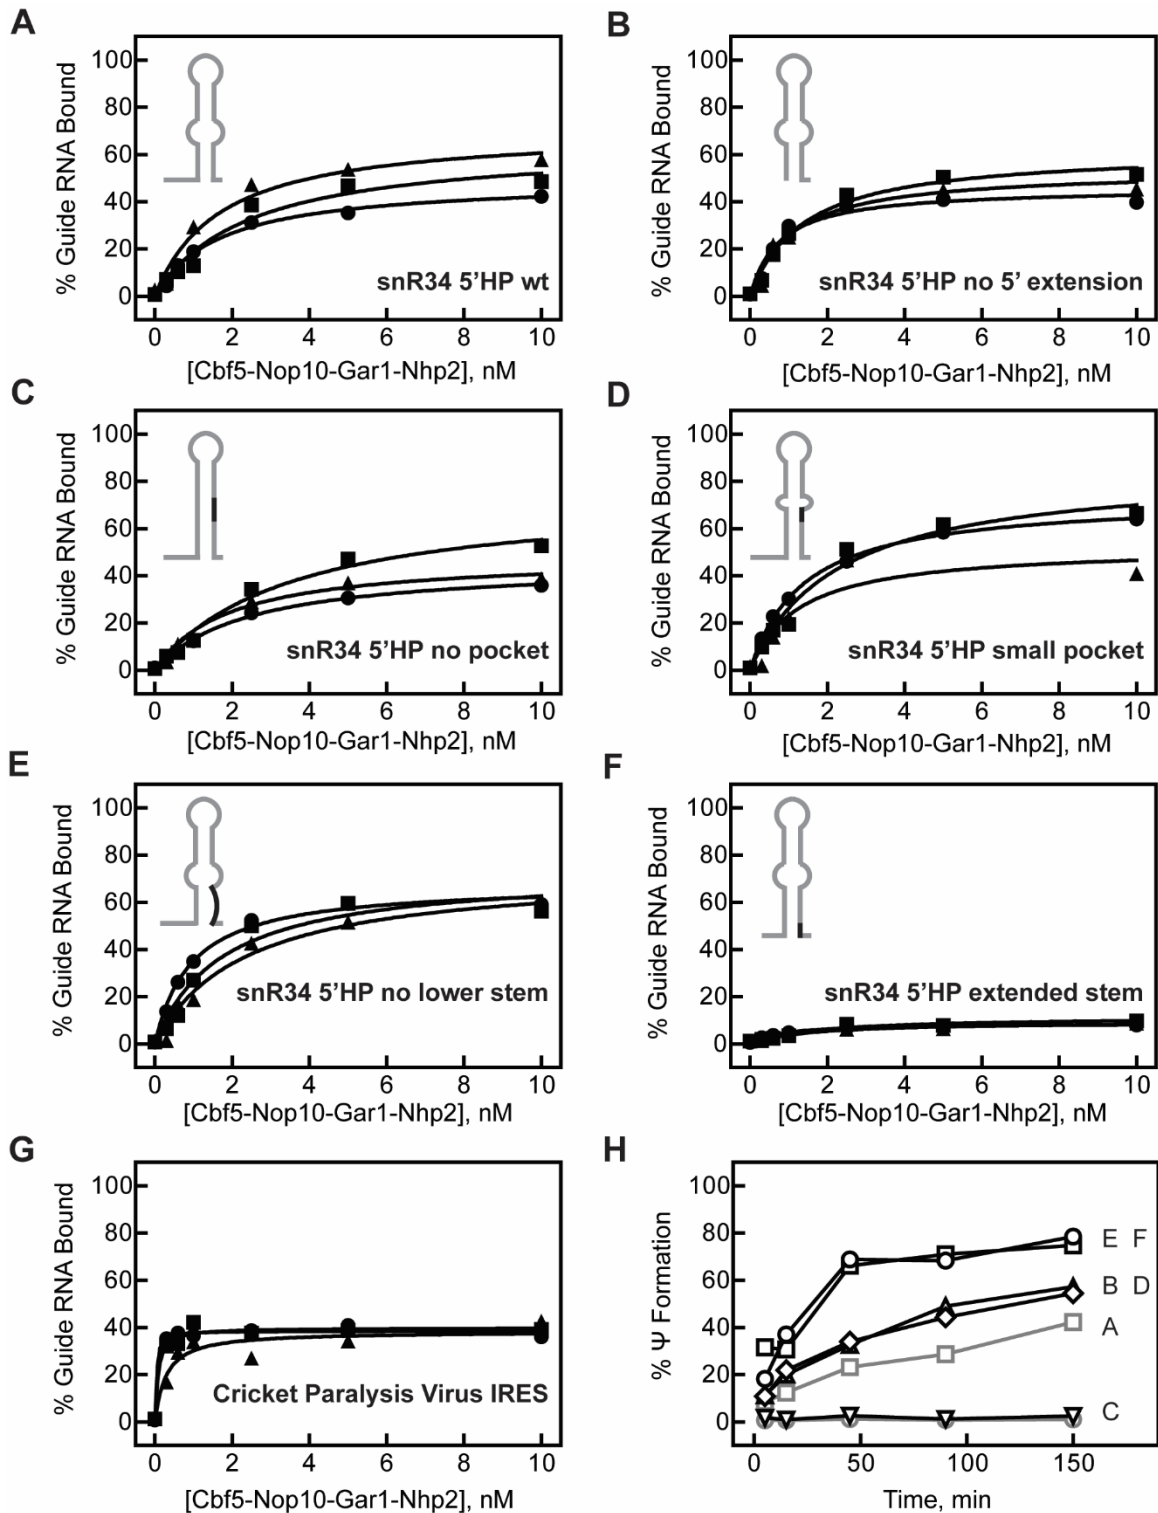 A
% Guide RNA Bound
100
80
60
40
20
0
snR34 5'HP wt
0 2 4 6 8 10
[Cbf5-Nop10-Gar1-Nhp2], nM
B
% Guide RNA Bound
100
80
60
40
20
0
snR34 5'HP no 5' extension
0 2 4 6 8 10
[Cbf5-Nop10-Gar1-Nhp2], nM
C
% Guide RNA Bound
100
80
60
40
20
0
snR34 5'HP no pocket
0 2 4 6 8 10
[Cbf5-Nop10-Gar1-Nhp2], nM
D
% Guide RNA Bound
100
80
60
40
20
0
snR34 5'HP small pocket
0 2 4 6 8 10
[Cbf5-Nop10-Gar1-Nhp2], nM
E
% Guide RNA Bound
100
80
60
40
20
0
snR34 5'HP no lower stem
0 2 4 6 8 10
[Cbf5-Nop10-Gar1-Nhp2], nM
F
% Guide RNA Bound
100
80
60
40
20
0
snR34 5'HP extended stem
0 2 4 6 8 10
[Cbf5-Nop10-Gar1-Nhp2], nM
G
% Guide RNA Bound
100
80
60
40
20
0
Cricket Paralysis Virus IRES
0 2 4 6 8 10
[Cbf5-Nop10-Gar1-Nhp2], nM
H
% Ψ Formation
100
80
60
40
20
0
E F
B D
A
C
0 50 100 150
Time, min